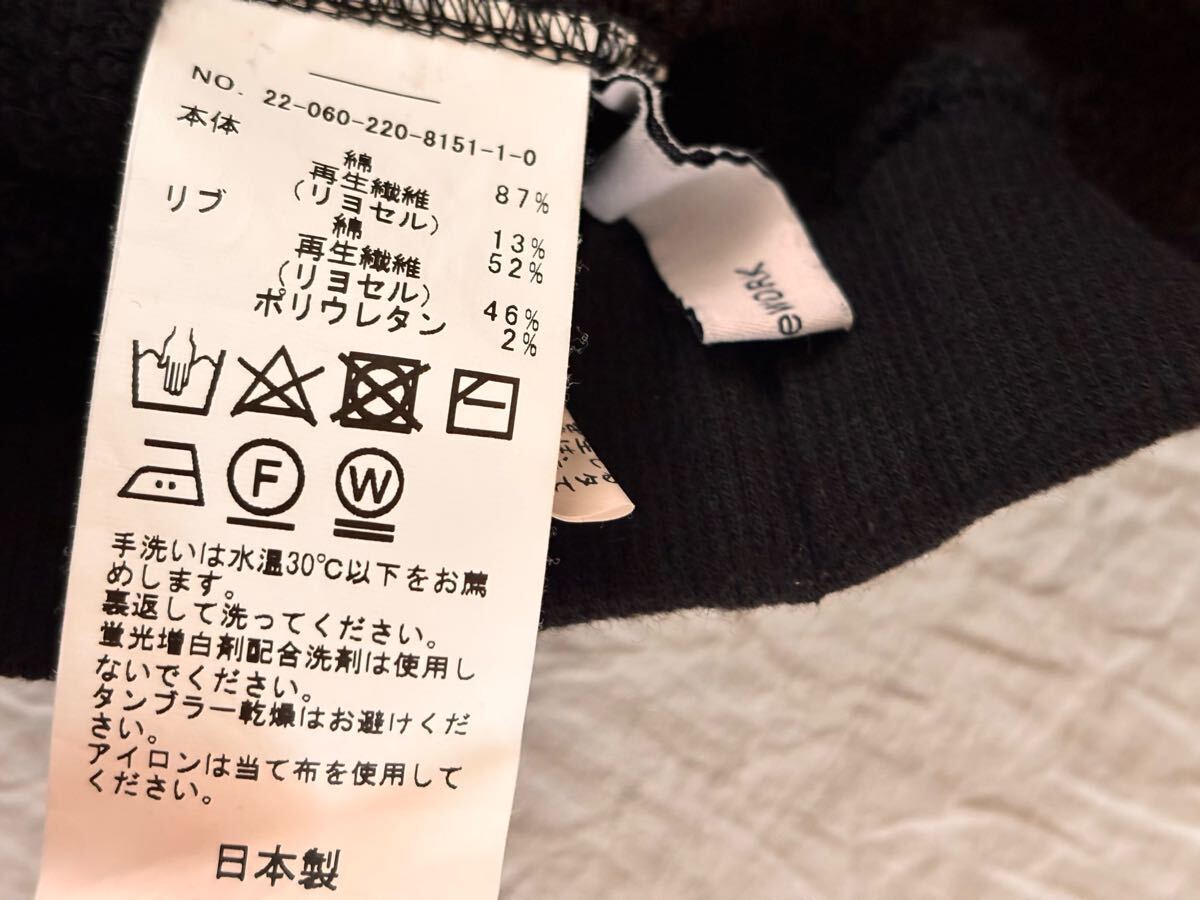 NO. 22-060-220-8151-1-0
本体
綿 87%
再生繊維
(リヨセル) 13%
リブ
綿 52%
再生繊維
(リヨセル) 46%
ポリウレタン 2%
F W
手洗いは水温30℃以下をお薦
めします。
裏返して洗ってください。
蛍光増白剤配合洗剤は使用し
ないでください。
タンブラー乾燥はお避けくだ
さい。
アイロンは当て布を使用して
ください。
日本製
eWORK